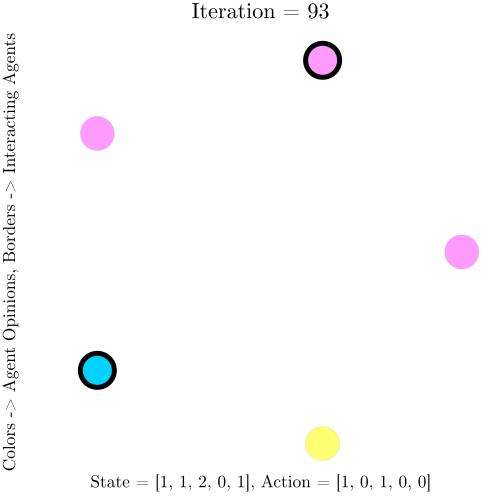 Iteration = 93
Colors -> Agent Opinions, Borders -> Interacting Agents
State = [1, 1, 2, 0, 1], Action = [1, 0, 1, 0, 0]